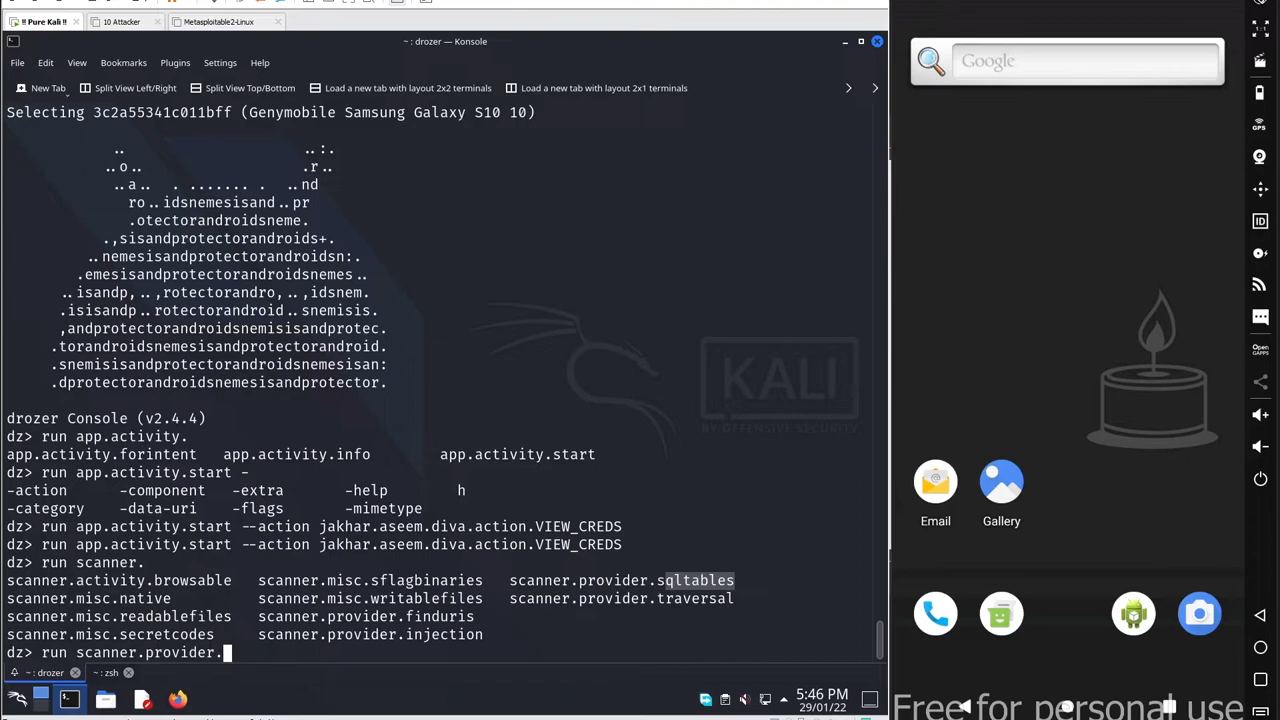 !! Pure Kali !!
10 Attacker
Metasploitable2-Linux
~ : drozer — Konsole
File Edit View Bookmarks Plugins Settings Help
New Tab Split View Left/Right Split View Top/Bottom Load a new tab with layout 2x2 terminals Load a new tab with layout 2x1 terminals
Selecting 3c2a55341c011bff (Genymobile Samsung Galaxy S10 10)
.. ..:.
..o.. .r..
..a.. . ....... . ..nd
ro..idsnemesisand..pr
.otectorandroidsneme.
.,sisandprotectorandroids+.
..nemesisandprotectorandroidsn:.
.emesisandprotectorandroidsnemes..
..isandp,..,rotectorandro,..,idsnem.
.isisandp..rotectorandroid..snemisis.
,andprotectorandroidsnemisisandprotec.
.torandroidsnemesisandprotectorandroid.
.snemisisandprotectorandroidsnemesisan:
.dprotectorandroidsnemesisandprotector.
drozer Console (v2.4.4)
dz> run app.activity.
app.activity.forintent app.activity.info app.activity.start
dz> run app.activity.start -
-action -component -extra -help h
-category -data-uri -flags -mimetype
dz> run app.activity.start --action jakhar.aseem.diva.action.VIEW_CREDS
dz> run app.activity.start --action jakhar.aseem.diva.action.VIEW_CREDS
dz> run scanner.
scanner.activity.browsable scanner.misc.sflagbinaries scanner.provider.sqltables
scanner.misc.native scanner.misc.writablefiles scanner.provider.traversal
scanner.misc.readablefiles scanner.provider.finduris
scanner.misc.secretcodes scanner.provider.injection
dz> run scanner.provider.
KALI
BY OFFENSIVE SECURITY
~ : drozer
~ : zsh
5:46 PM
29/01/22
Google
Email
Gallery
GPS
ID
Open
GAPPS
Free for personal use